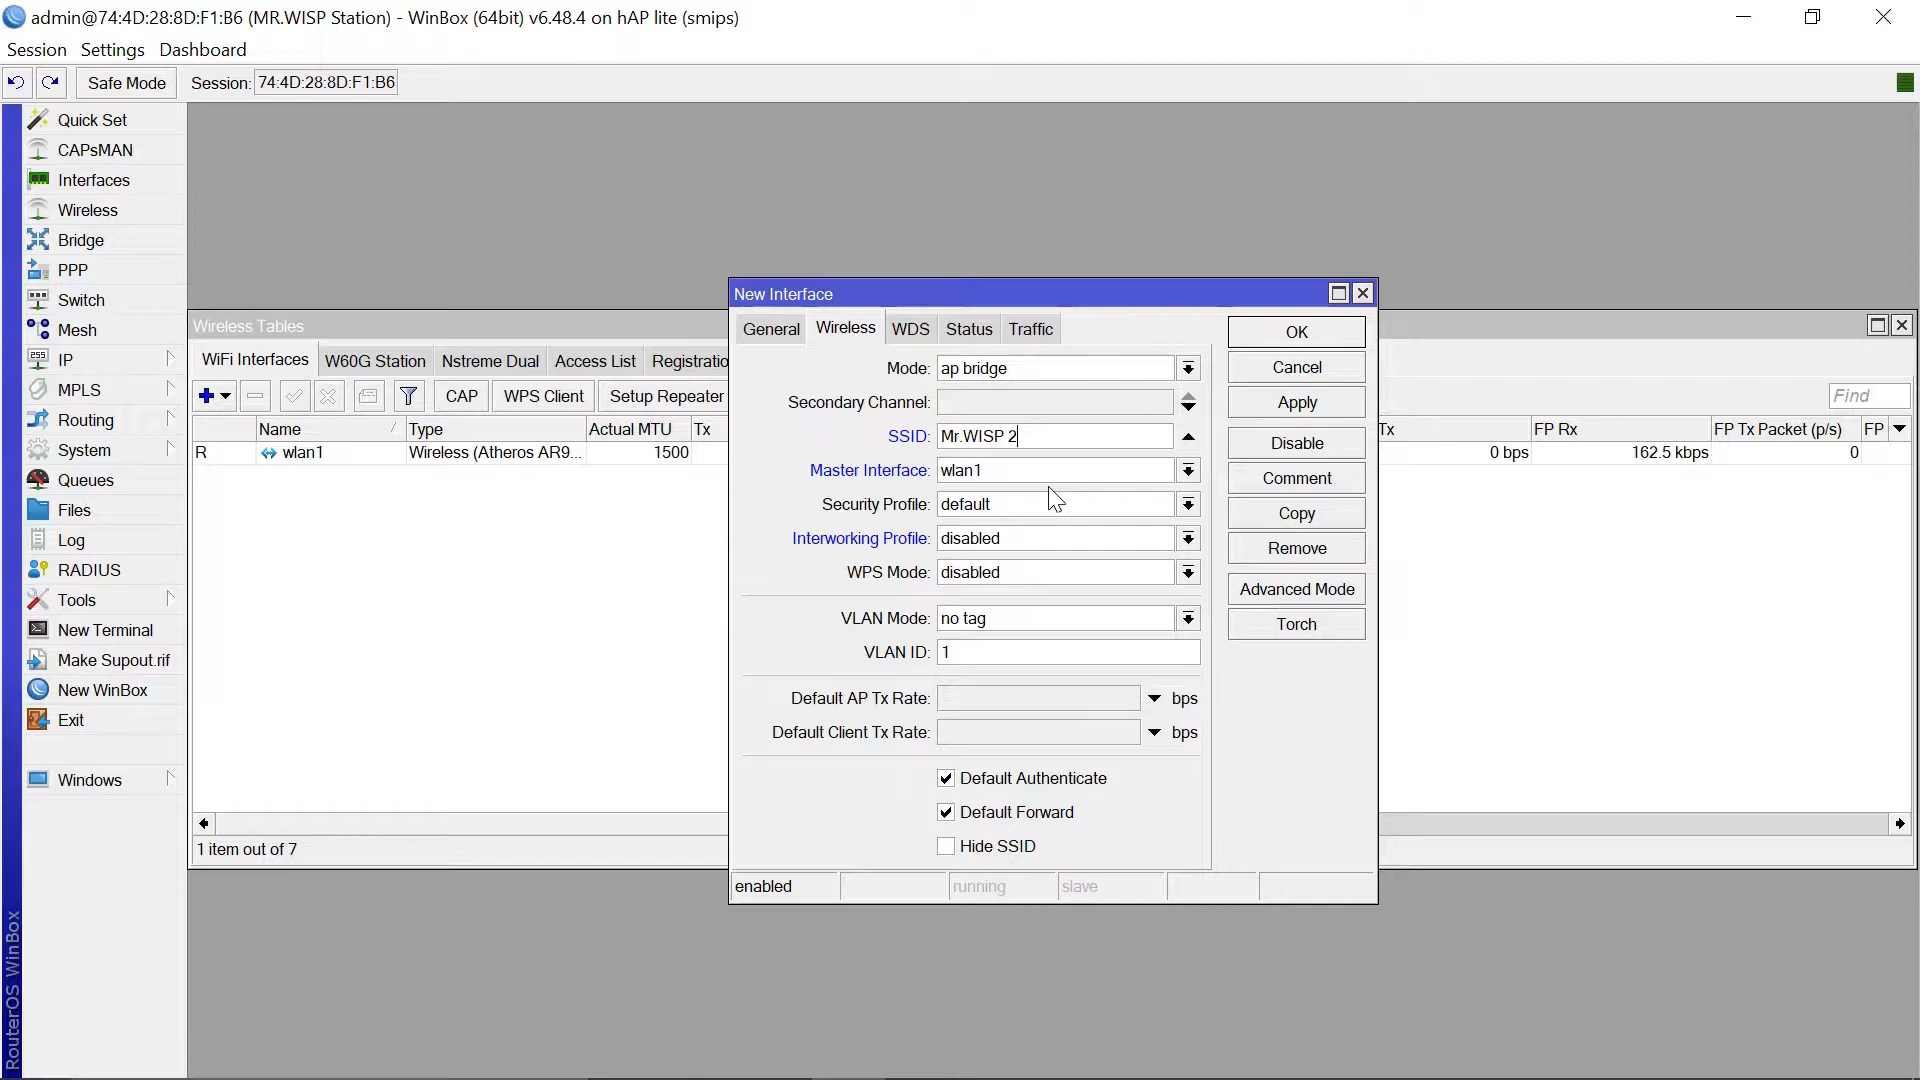 admin@74:4D:28:8D:F1:B6 (MR.WISP Station) - WinBox (64bit) v6.48.4 on hAP lite (smips)
Session Settings Dashboard
Safe Mode Session: 74:4D:28:8D:F1:B6
Quick Set
CAPsMAN
Interfaces
Wireless
Bridge
PPP
Switch
Mesh
IP
MPLS
Routing
System
Queues
Files
Log
RADIUS
Tools
New Terminal
Make Supout.rif
New WinBox
Exit
Windows
RouterOS WinBox
Wireless Tables
WiFi Interfaces W60G Station Nstreme Dual Access List Registratio
CAP WPS Client Setup Repeater Find
Name / Type Actual MTU Tx Tx FP Rx FP Tx Packet (p/s) FP
R wlan1 Wireless (Atheros AR9... 1500 0 bps 162.5 kbps 0
1 item out of 7
New Interface
General Wireless WDS Status Traffic
Mode: ap bridge
Secondary Channel:
SSID: Mr.WISP 2
Master Interface: wlan1
Security Profile: default
Interworking Profile: disabled
WPS Mode: disabled
VLAN Mode: no tag
VLAN ID: 1
Default AP Tx Rate: bps
Default Client Tx Rate: bps
Default Authenticate
Default Forward
Hide SSID
OK
Cancel
Apply
Disable
Comment
Copy
Remove
Advanced Mode
Torch
enabled running slave